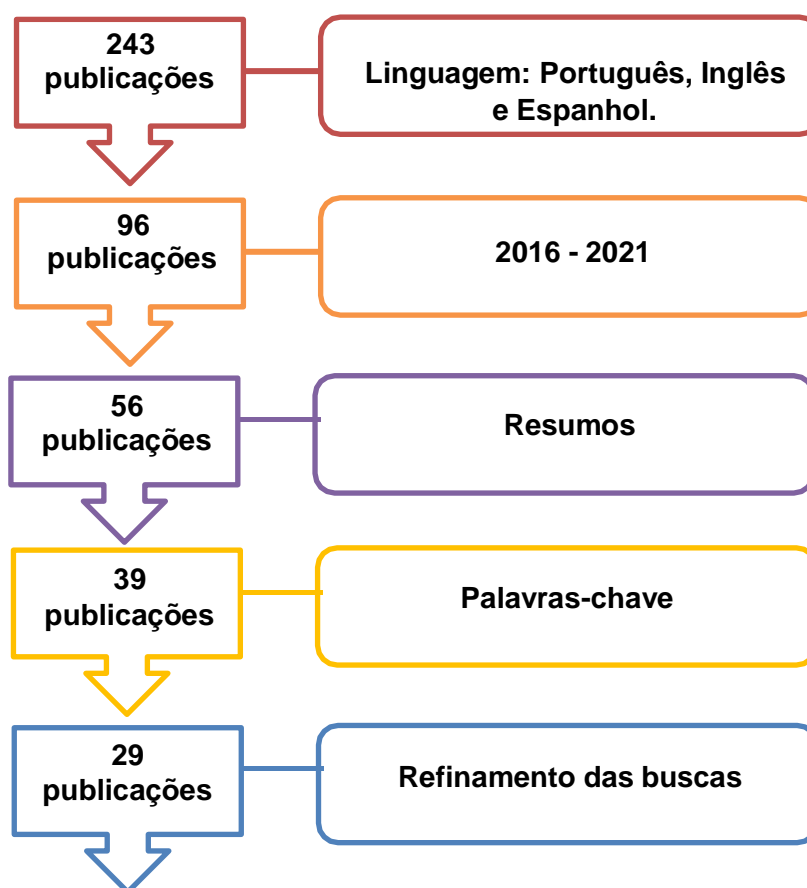 243
publicações
Linguagem: Português, Inglês
e Espanhol.
96
publicações
2016 - 2021
56
publicações
Resumos
39
publicações
Palavras-chave
29
publicações
Refinamento das buscas